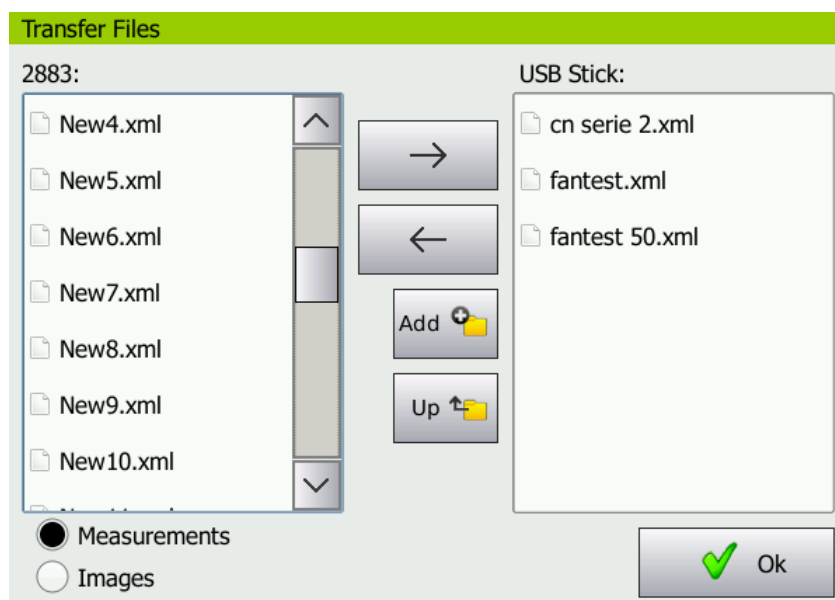 Transfer Files
2883:
New4.xml
New5.xml
New6.xml
New7.xml
New8.xml
New9.xml
New10.xml
Measurements
Images
Add
Up
USB Stick:
cn serie 2.xml
fantest.xml
fantest 50.xml
Ok